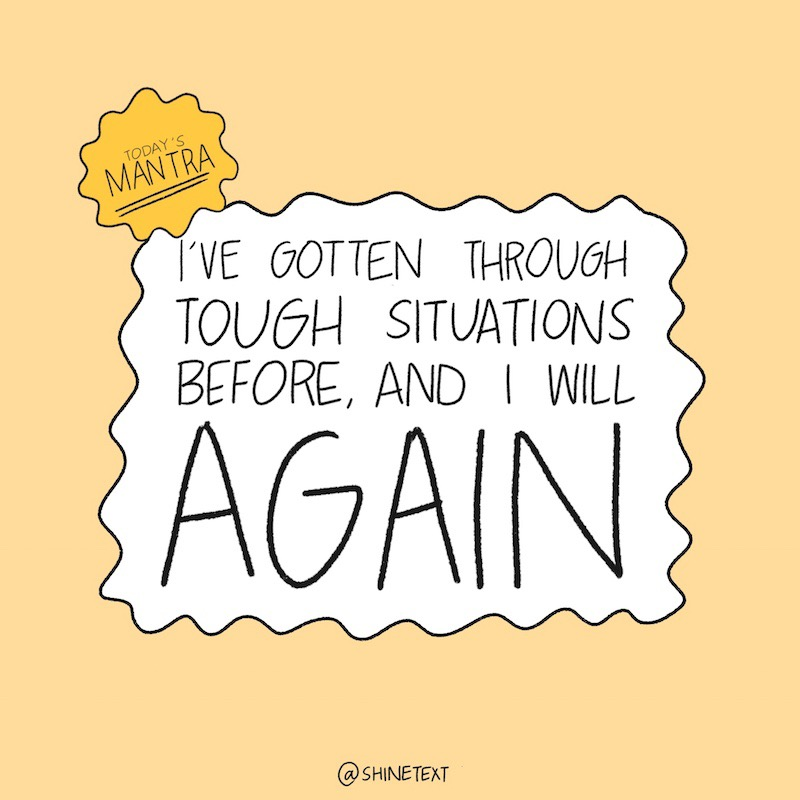 TODAY'S
MANTRA
I'VE GOTTEN THROUGH
TOUGH SITUATIONS
BEFORE, AND I WILL
AGAIN
@SHINETEXT